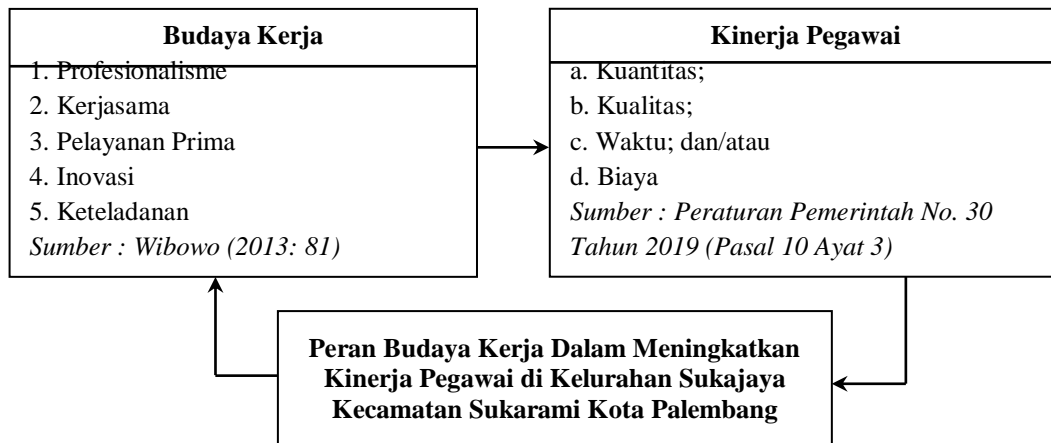 Budaya Kerja
1. Profesionalisme
2. Kerjasama
3. Pelayanan Prima
4. Inovasi
5. Keteladanan
Sumber : Wibowo (2013: 81)
Kinerja Pegawai
a. Kuantitas;
b. Kualitas;
c. Waktu; dan/atau
d. Biaya
Sumber : Peraturan Pemerintah No. 30
Tahun 2019 (Pasal 10 Ayat 3)
Peran Budaya Kerja Dalam Meningkatkan
Kinerja Pegawai di Kelurahan Sukajaya
Kecamatan Sukarami Kota Palembang